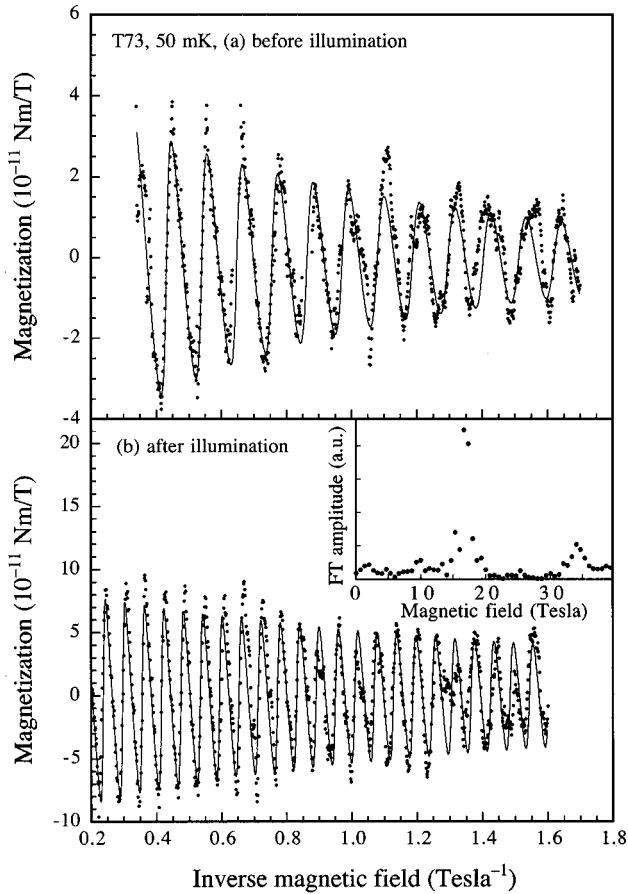 6
T73, 50 mK, (a) before illumination
4
2
0
-2
-4
Magnetization (10⁻¹¹ Nm/T)
20
(b) after illumination
15
10
5
0
-5
-10
Magnetization (10⁻¹¹ Nm/T)
FT amplitude (a.u.)
0 10 20 30
Magnetic field (Tesla)
0.2 0.4 0.6 0.8 1.0 1.2 1.4 1.6 1.8
Inverse magnetic field (Tesla⁻¹)